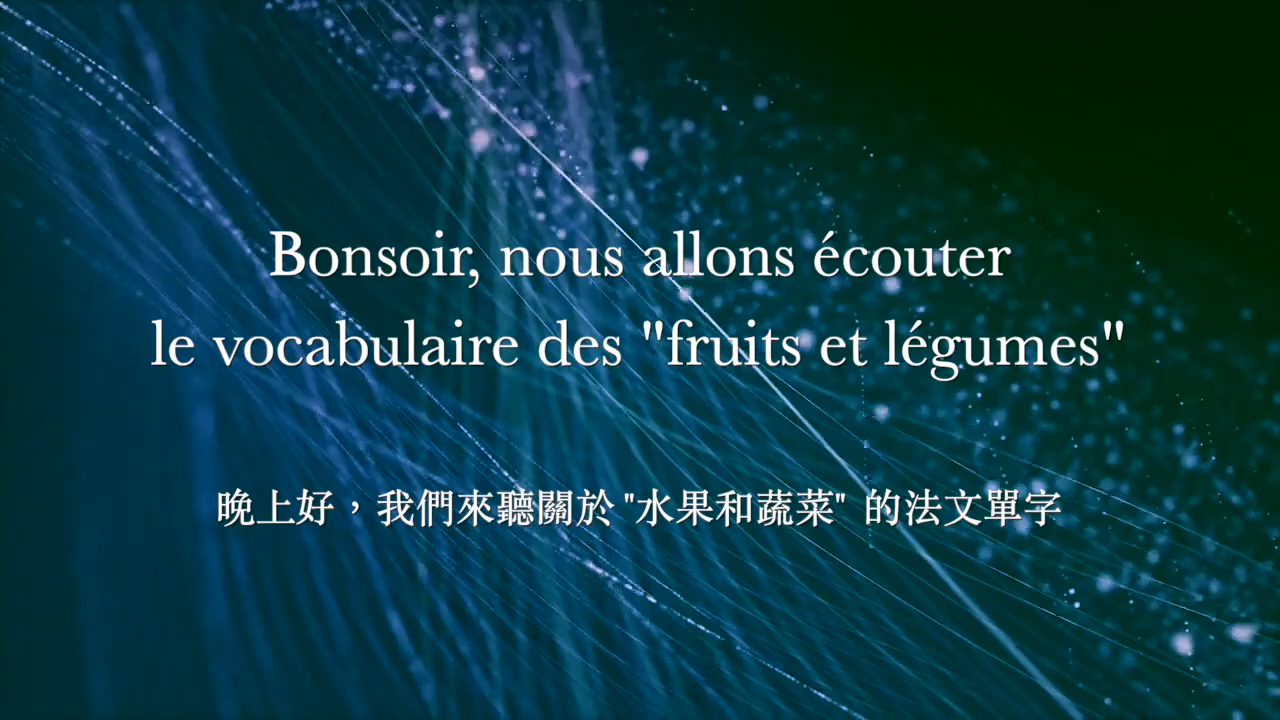 Bonsoir, nous allons écouter
le vocabulaire des "fruits et légumes"
晚上好，我們來聽關於 "水果和蔬菜" 的法文單字